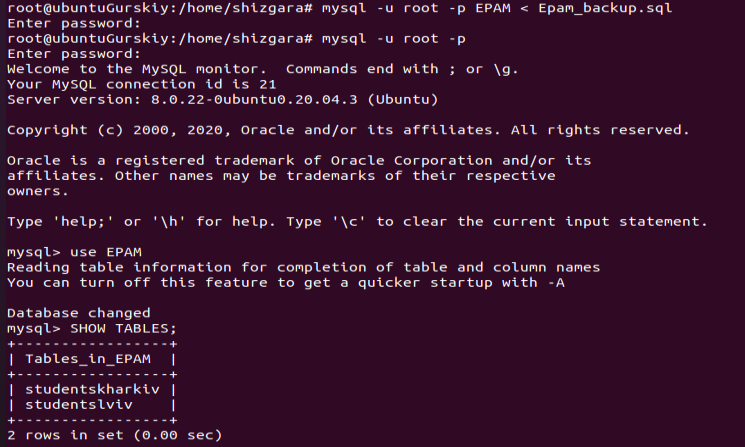 root@ubuntuGurskiy:/home/shizgara# mysql -u root -p EPAM < Epam_backup.sql
Enter password:
root@ubuntuGurskiy:/home/shizgara# mysql -u root -p
Enter password:
Welcome to the MySQL monitor.  Commands end with ; or \g.
Your MySQL connection id is 21
Server version: 8.0.22-0ubuntu0.20.04.3 (Ubuntu)

Copyright (c) 2000, 2020, Oracle and/or its affiliates. All rights reserved.

Oracle is a registered trademark of Oracle Corporation and/or its
affiliates. Other names may be trademarks of their respective
owners.

Type 'help;' or '\h' for help. Type '\c' to clear the current input statement.

mysql> use EPAM
Reading table information for completion of table and column names
You can turn off this feature to get a quicker startup with -A

Database changed
mysql> SHOW TABLES;
+-----------------+
| Tables_in_EPAM  |
+-----------------+
| studentskharkiv |
| studentslviv    |
+-----------------+
2 rows in set (0.00 sec)